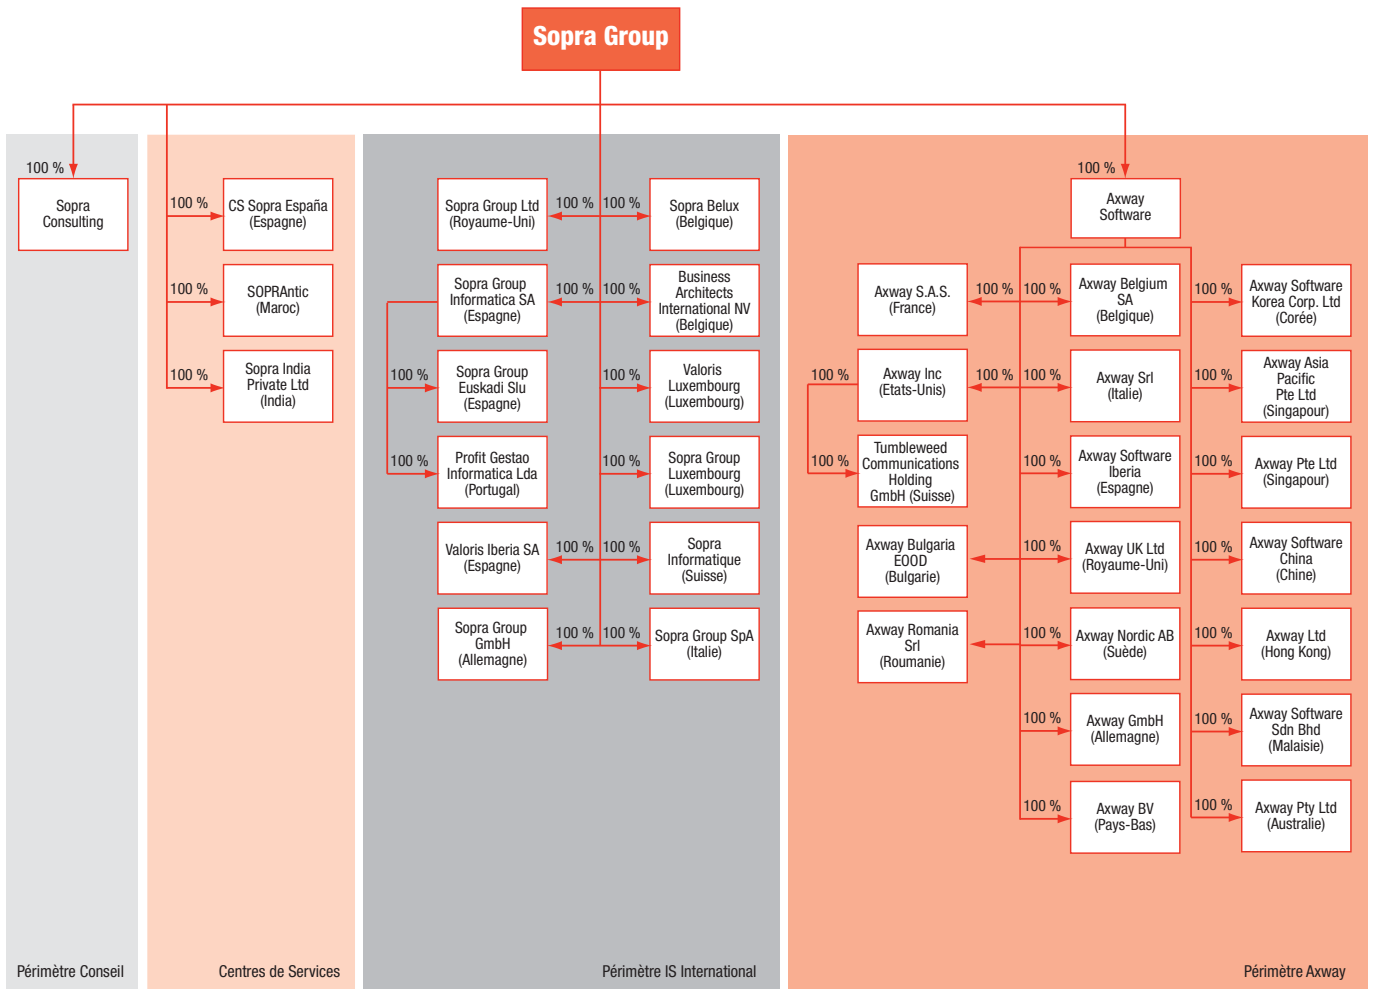 Sopra Group
100 %
Sopra
Consulting
Périmètre Conseil
100 %
CS Sopra España
(Espagne)
100 %
SOPRAntic
(Maroc)
100 %
Sopra India
Private Ltd
(India)
Centres de Services
Sopra Group Ltd
(Royaume-Uni)
100 %
100 %
Sopra Belux
(Belgique)
Sopra Group
Informatica SA
(Espagne)
100 %
100 %
Business
Architects
International NV
(Belgique)
100 %
Sopra Group
Euskadi Slu
(Espagne)
100 %
Valoris
Luxembourg
(Luxembourg)
100 %
Profit Gestao
Informatica Lda
(Portugal)
100 %
Sopra Group
Luxembourg
(Luxembourg)
Valoris Iberia SA
(Espagne)
100 %
100 %
Sopra
Informatique
(Suisse)
Sopra Group
GmbH
(Allemagne)
100 %
100 %
Sopra Group SpA
(Italie)
Périmètre IS International
100 %
Axway
Software
Axway S.A.S.
(France)
100 %
100 %
Axway Belgium
SA
(Belgique)
100 %
Axway Software
Korea Corp. Ltd
(Corée)
100 %
Axway Inc
(Etats-Unis)
100 %
100 %
Axway Srl
(Italie)
100 %
Axway Asia
Pacific
Pte Ltd
(Singapour)
100 %
Tumbleweed
Communications
Holding
GmbH (Suisse)
100 %
Axway Software
Iberia
(Espagne)
100 %
Axway Pte Ltd
(Singapour)
Axway Bulgaria
EOOD
(Bulgarie)
100 %
Axway UK Ltd
(Royaume-Uni)
100 %
Axway Software
China
(Chine)
Axway Romania
Srl
(Roumanie)
100 %
Axway Nordic AB
(Suède)
100 %
Axway Ltd
(Hong Kong)
100 %
Axway GmbH
(Allemagne)
100 %
Axway Software
Sdn Bhd
(Malaisie)
100 %
Axway BV
(Pays-Bas)
100 %
Axway Pty Ltd
(Australie)
Périmètre Axway